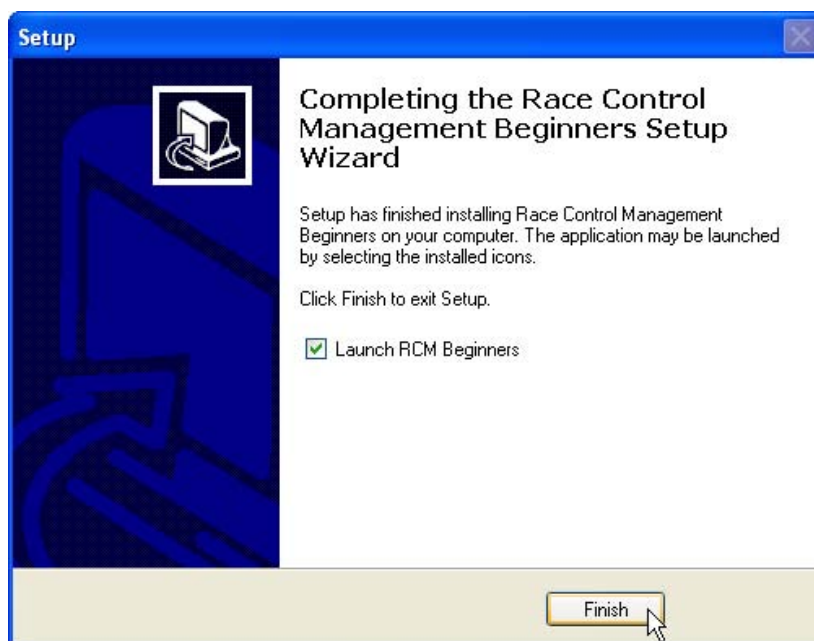 Setup
Completing the Race Control
Management Beginners Setup
Wizard
Setup has finished installing Race Control Management
Beginners on your computer. The application may be launched
by selecting the installed icons.
Click Finish to exit Setup.
Launch RCM Beginners
Finish